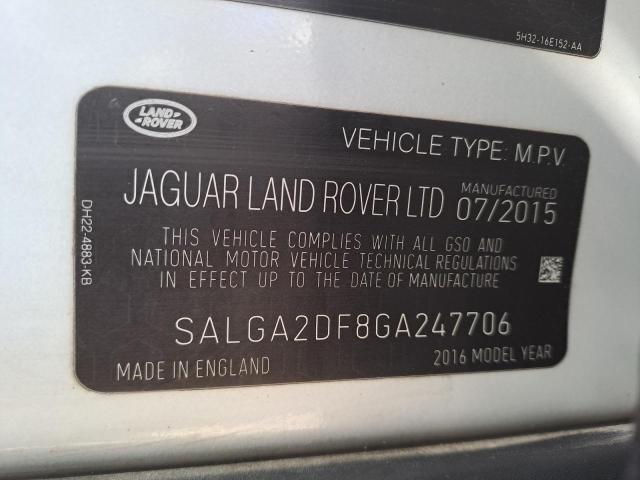 5H32-16E152-AA
LAND ROVER
VEHICLE TYPE: M.P.V
JAGUAR LAND ROVER LTD
MANUFACTURED
07/2015
THIS VEHICLE COMPLIES WITH ALL GSO AND
NATIONAL MOTOR VEHICLE TECHNICAL REGULATIONS
IN EFFECT UP TO THE DATE OF MANUFACTURE
DH22-4883-KB
SALGA2DF8GA247706
MADE IN ENGLAND
2016 MODEL YEAR